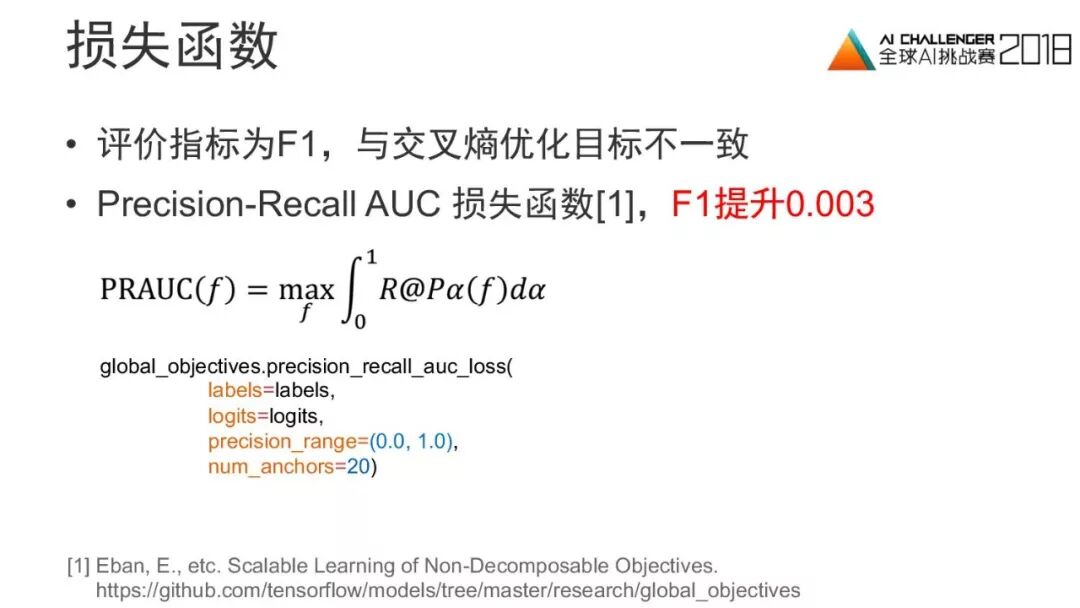 损失函数
AI CHALLENGER
全球AI挑战赛2018
• 评价指标为F1，与交叉熵优化目标不一致
• Precision-Recall AUC 损失函数[1]，F1提升0.003
PRAUC(f) = max_f ∫_0^1 R@Pα(f)dα
global_objectives.precision_recall_auc_loss(
labels=labels,
logits=logits,
precision_range=(0.0, 1.0),
num_anchors=20)
[1] Eban, E., etc. Scalable Learning of Non-Decomposable Objectives.
https://github.com/tensorflow/models/tree/master/research/global_objectives